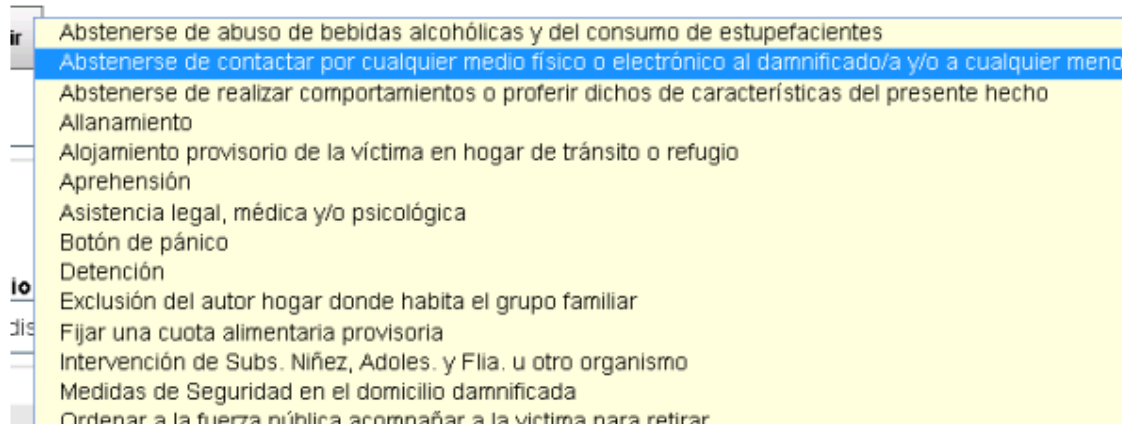 ir
Abstenerse de abuso de bebidas alcohólicas y del consumo de estupefacientes
Abstenerse de contactar por cualquier medio físico o electrónico al damnificado/a y/o a cualquier meno
Abstenerse de realizar comportamientos o proferir dichos de características del presente hecho
Allanamiento
Alojamiento provisorio de la víctima en hogar de tránsito o refugio
Aprehensión
Asistencia legal, médica y/o psicológica
Botón de pánico
Detención
io
Exclusión del autor hogar donde habita el grupo familiar
dis
Fijar una cuota alimentaria provisoria
Intervención de Subs. Niñez, Adoles. y Flia. u otro organismo
Medidas de Seguridad en el domicilio damnificada
Ordenar a la fuerza pública acompañar a la victima para retirar